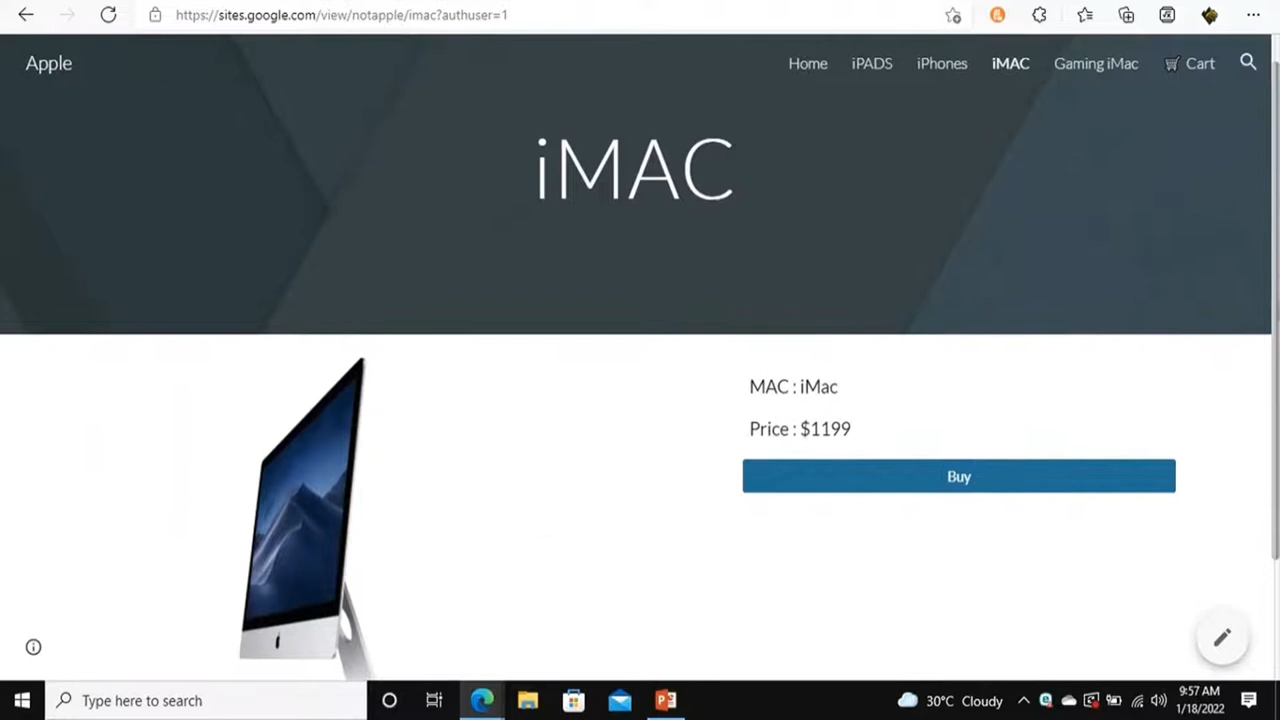 https://sites.google.com/view/notapple/imac?authuser=1
Apple
Home iPADS iPhones iMAC Gaming iMac Cart
iMAC
MAC : iMac
Price : $1199
Buy
Type here to search
30°C Cloudy
9:57 AM
1/18/2022